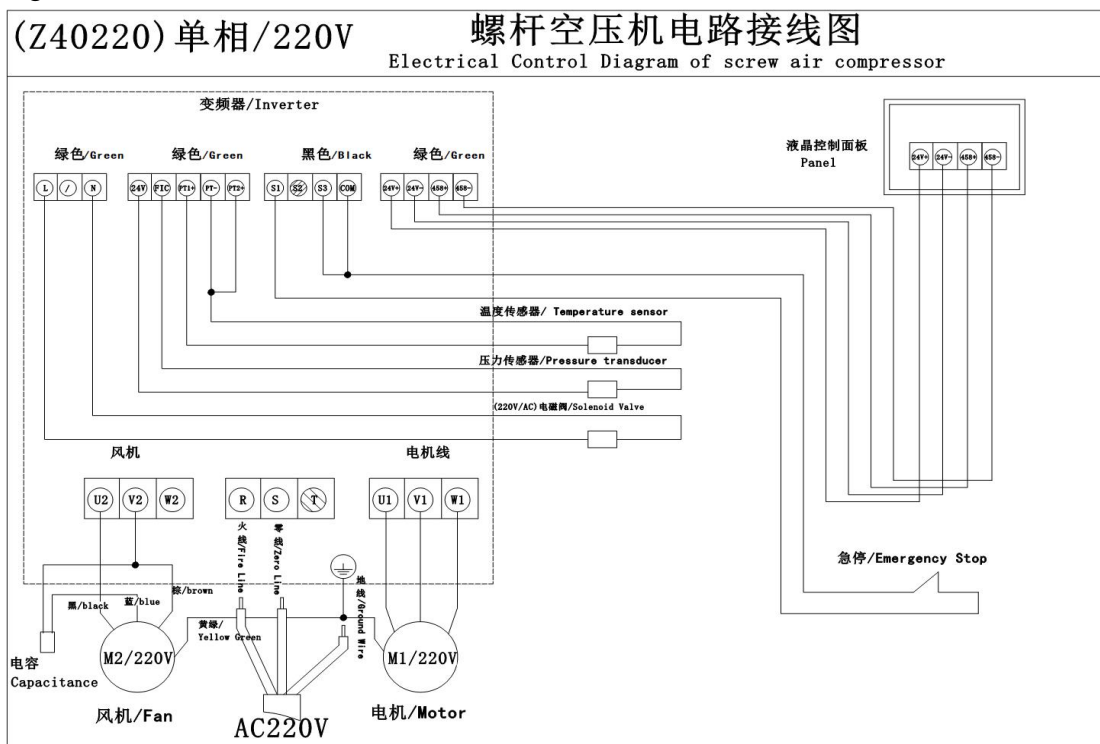 (Z40220)单相/220V
螺杆空压机电路接线图
Electrical Control Diagram of screw air compressor
变频器/Inverter
绿色/Green
绿色/Green
黑色/Black
绿色/Green
L / N
24V PIC PT1+ PT- PT2+
S1 S2 S3 COM
24V+ 24V- 458+ 458-
液晶控制面板
Panel
24V+ 24V- 458+ 458-
温度传感器/ Temperature sensor
压力传感器/Pressure transducer
(220V/AC)电磁阀/Solenoid Valve
风机
电机线
U2 V2 W2
R S T
U1 V1 W1
火线/Fire Line
零线/Zero Line
地线/Ground Wire
急停/Emergency Stop
黑/black
蓝/blue
棕/brown
黄绿/
Yellow Green
电容
Capacitance
M2/220V
M1/220V
风机/Fan
AC220V
电机/Motor